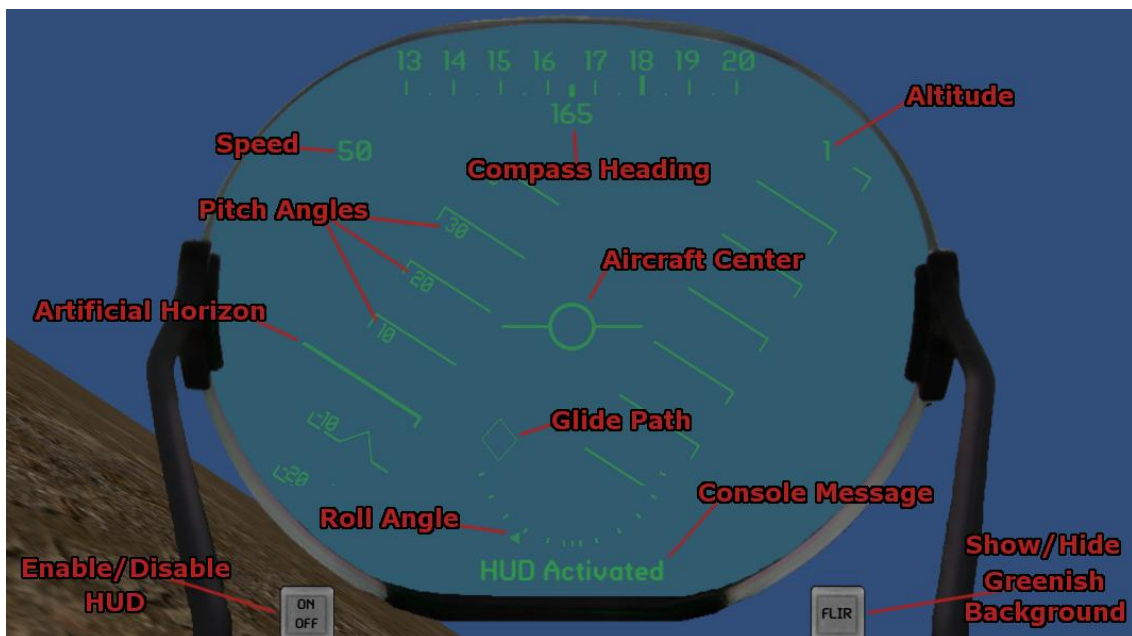 13 14 15 16 17 18 19 20
165
Altitude
Speed
50
1
Compass Heading
Pitch Angles
30
Aircraft Center
20
Artificial Horizon
10
Glide Path
-10
-20
Console Message
Roll Angle
Show/Hide
Greenish
Background
Enable/Disable
HUD
HUD Activated
ON
OFF
FLIR